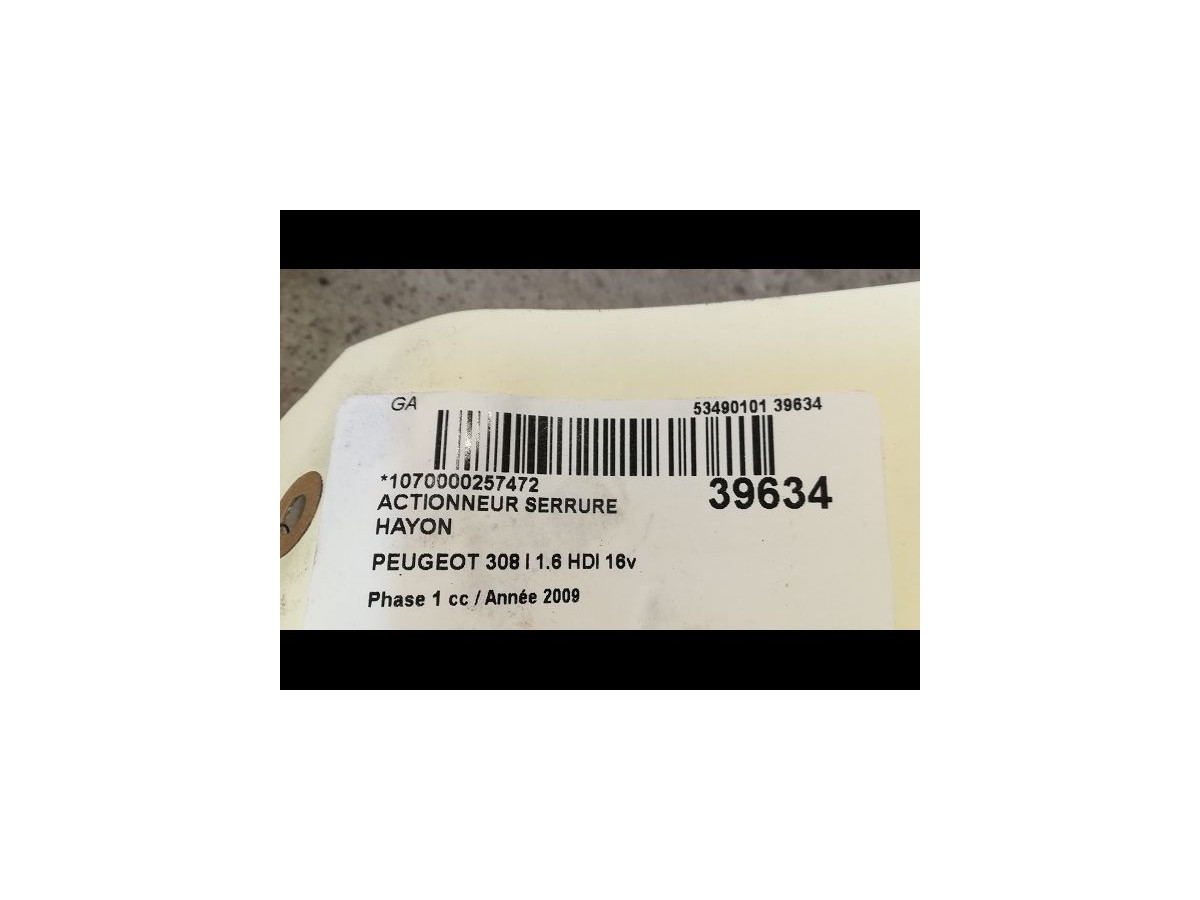 GA
53490101 39634
*1070000257472
39634
ACTIONNEUR SERRURE
HAYON
PEUGEOT 308 I 1.6 HDI 16v
Phase 1 cc / Année 2009